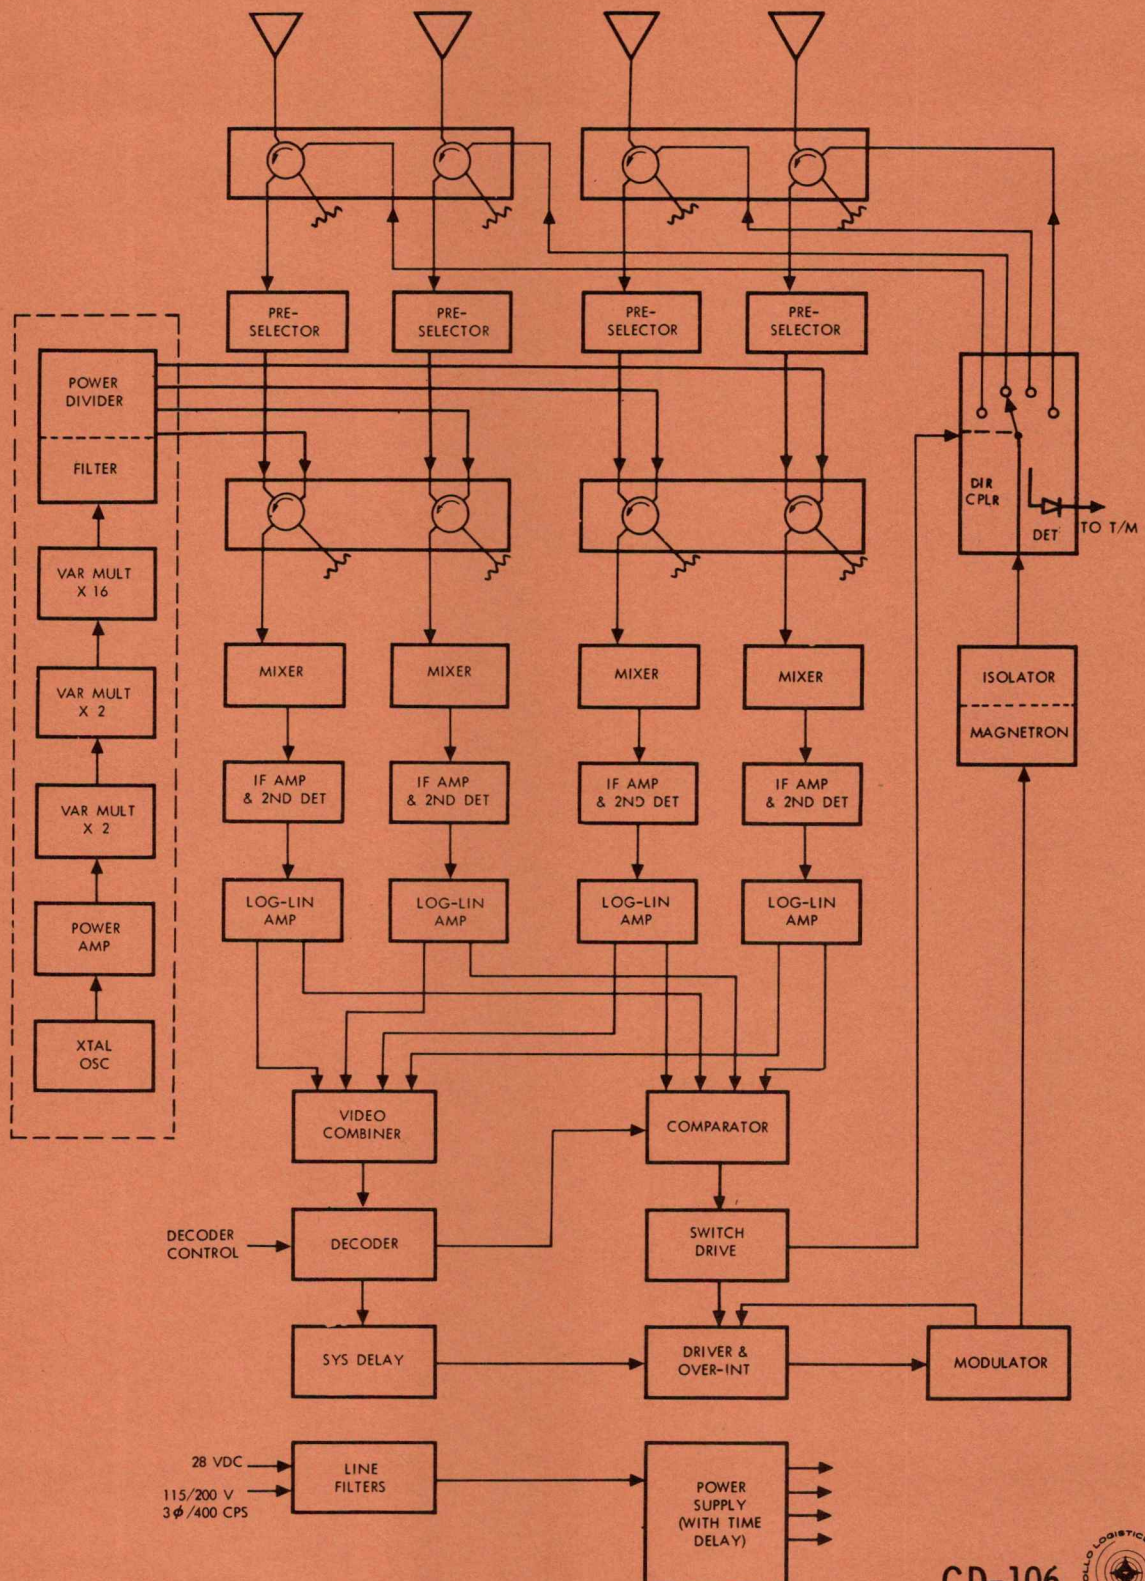 PRE-
SELECTOR
PRE-
SELECTOR
PRE-
SELECTOR
PRE-
SELECTOR
POWER
DIVIDER
FILTER
DIR
CPLR
DET
TO T/M
VAR MULT
X 16
VAR MULT
X 2
VAR MULT
X 2
POWER
AMP
XTAL
OSC
MIXER
MIXER
MIXER
MIXER
ISOLATOR
MAGNETRON
IF AMP
& 2ND DET
IF AMP
& 2ND DET
IF AMP
& 2ND DET
IF AMP
& 2ND DET
LOG-LIN
AMP
LOG-LIN
AMP
LOG-LIN
AMP
LOG-LIN
AMP
VIDEO
COMBINER
COMPARATOR
DECODER
CONTROL
DECODER
SWITCH
DRIVE
SYS DELAY
DRIVER &
OVER-INT
MODULATOR
28 VDC
115/200 V
3φ/400 CPS
LINE
FILTERS
POWER
SUPPLY
(WITH TIME
DELAY)